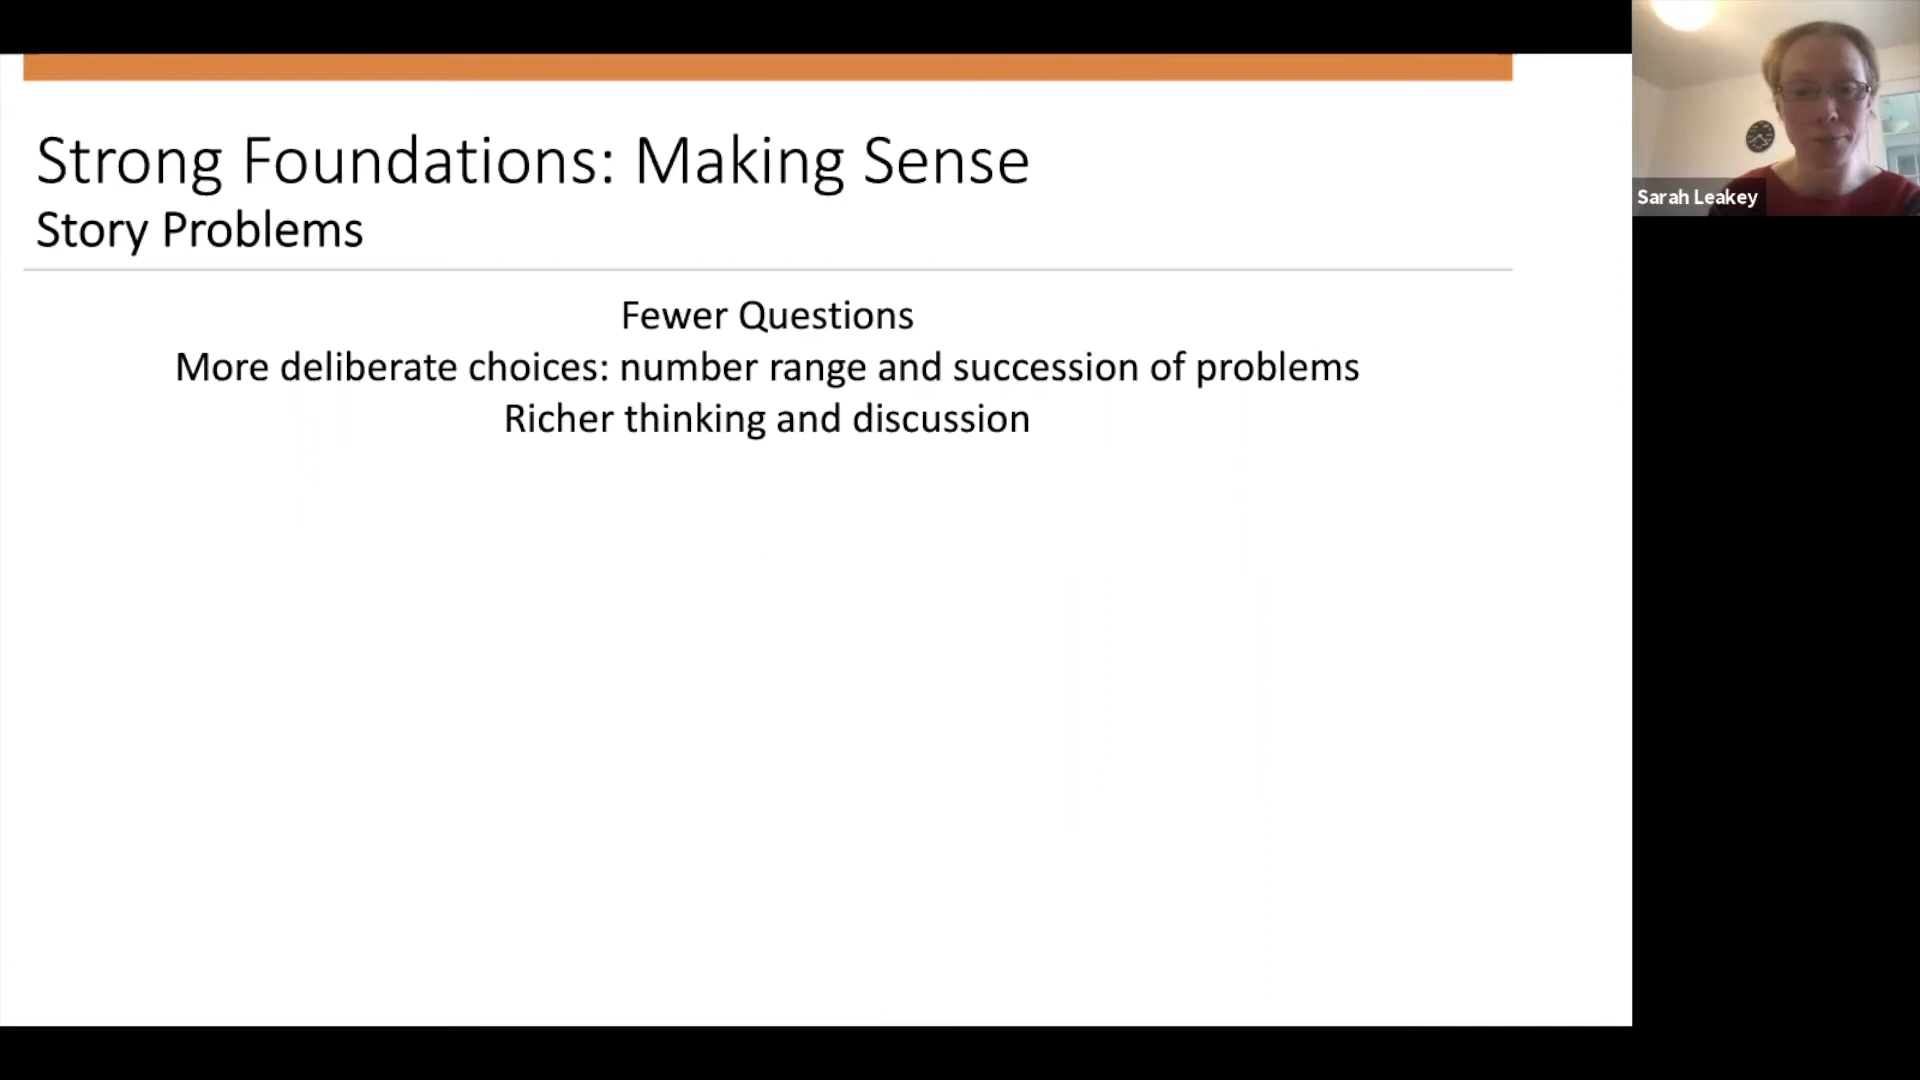 Strong Foundations: Making Sense
Story Problems
Fewer Questions
More deliberate choices: number range and succession of problems
Richer thinking and discussion
Sarah Leakey